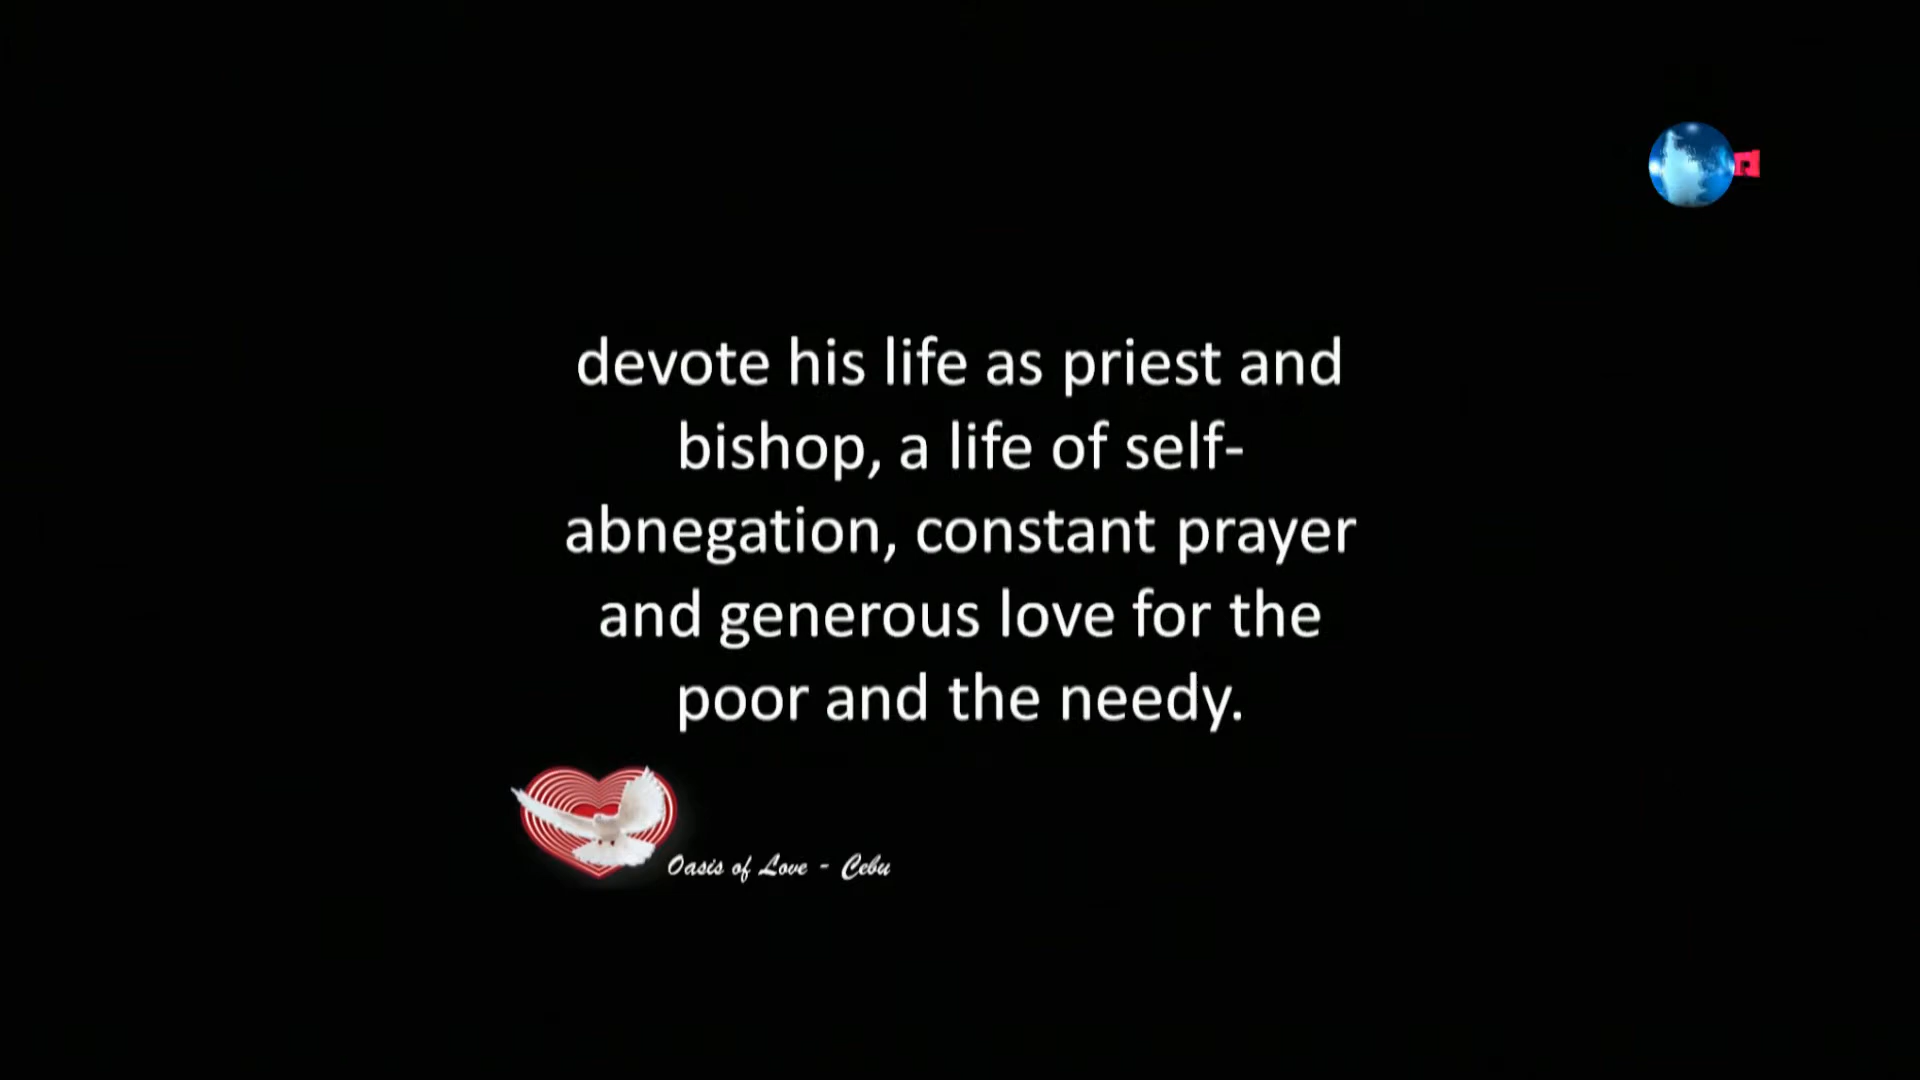 devote his life as priest and
bishop, a life of self-
abnegation, constant prayer
and generous love for the
poor and the needy.
Oasis of Love - Cebu